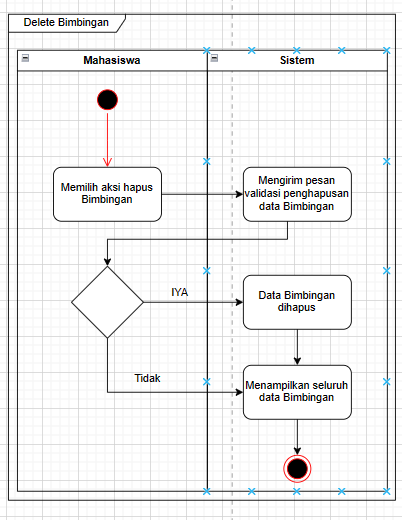 Delete Bimbingan
Mahasiswa
Sistem
Memilih aksi hapus
Bimbingan
Mengirim pesan
validasi penghapusan
data Bimbingan
IYA
Data Bimbingan
dihapus
Tidak
Menampilkan seluruh
data Bimbingan